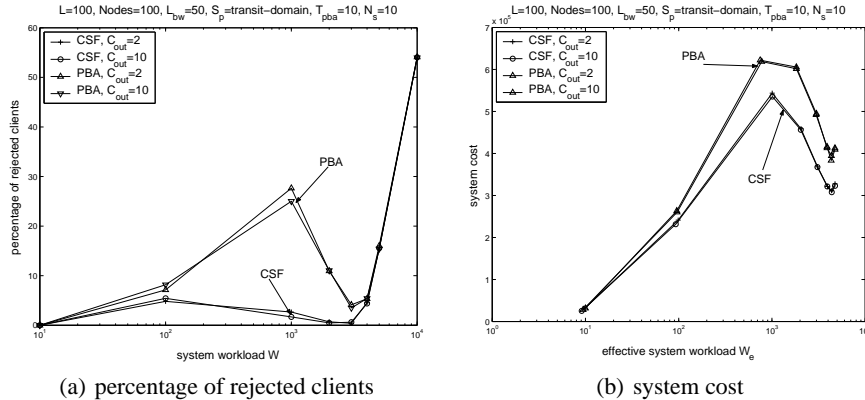 L=100, Nodes=100, L_bw=50, S_p=transit-domain, T_pba=10, N_s=10
60
50
40
30
20
10
0
10^1
10^2
10^3
10^4
percentage of rejected clients
system workload W
CSF, C_out=2
CSF, C_out=10
PBA, C_out=2
PBA, C_out=10
PBA
CSF
(a) percentage of rejected clients
L=100, Nodes=100, L_bw=50, S_p=transit-domain, T_pba=10, N_s=10
x 10^5
7
6
5
4
3
2
1
0
10^0
10^1
10^2
10^3
10^4
system cost
effective system workload W_e
CSF, C_out=2
CSF, C_out=10
PBA, C_out=2
PBA, C_out=10
PBA
CSF
(b) system cost